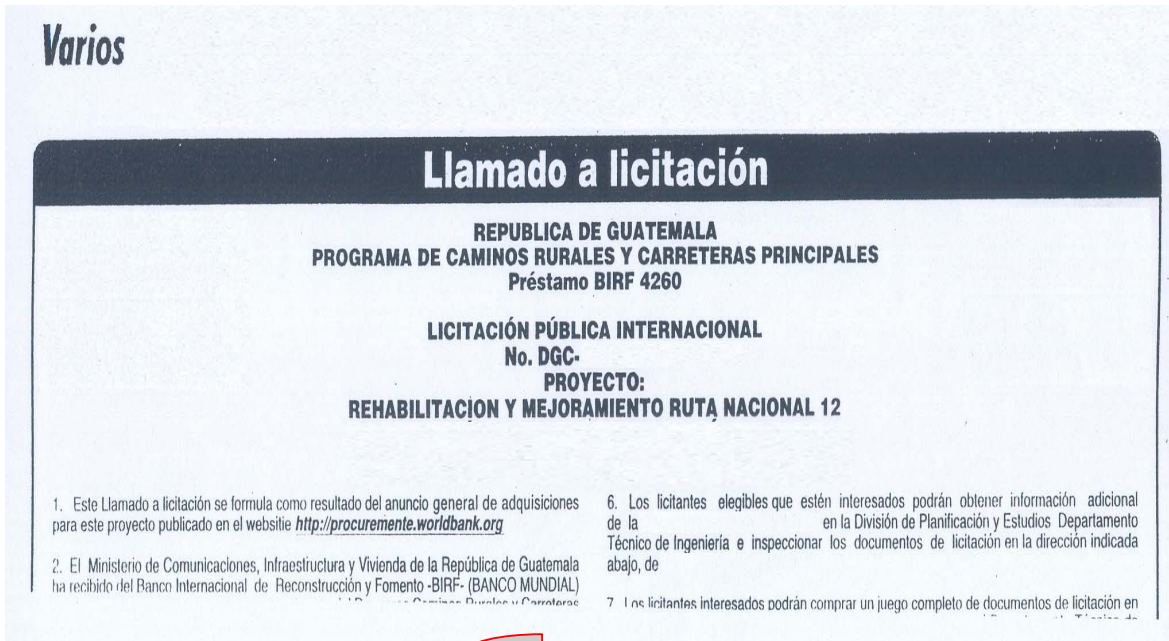 Varios
Llamado a licitación
REPUBLICA DE GUATEMALA
PROGRAMA DE CAMINOS RURALES Y CARRETERAS PRINCIPALES
Préstamo BIRF 4260
LICITACIÓN PÚBLICA INTERNACIONAL
No. DGC-
PROYECTO:
REHABILITACION Y MEJORAMIENTO RUTA NACIONAL 12
1. Este Llamado a licitación se formula como resultado del anuncio general de adquisiciones
para este proyecto publicado en el websitie http://procuremente.worldbank.org
2. El Ministerio de Comunicaciones, Infraestructura y Vivienda de la República de Guatemala
ha recibido del Banco Internacional de Reconstrucción y Fomento -BIRF- (BANCO MUNDIAL)
Caminos Rurales y Carreteras
6. Los licitantes elegibles que estén interesados podrán obtener información adicional
de la en la División de Planificación y Estudios Departamento
Técnico de Ingeniería e inspeccionar los documentos de licitación en la dirección indicada
abajo, de
7 Los licitantes interesados podrán comprar un juego completo de documentos de licitación en